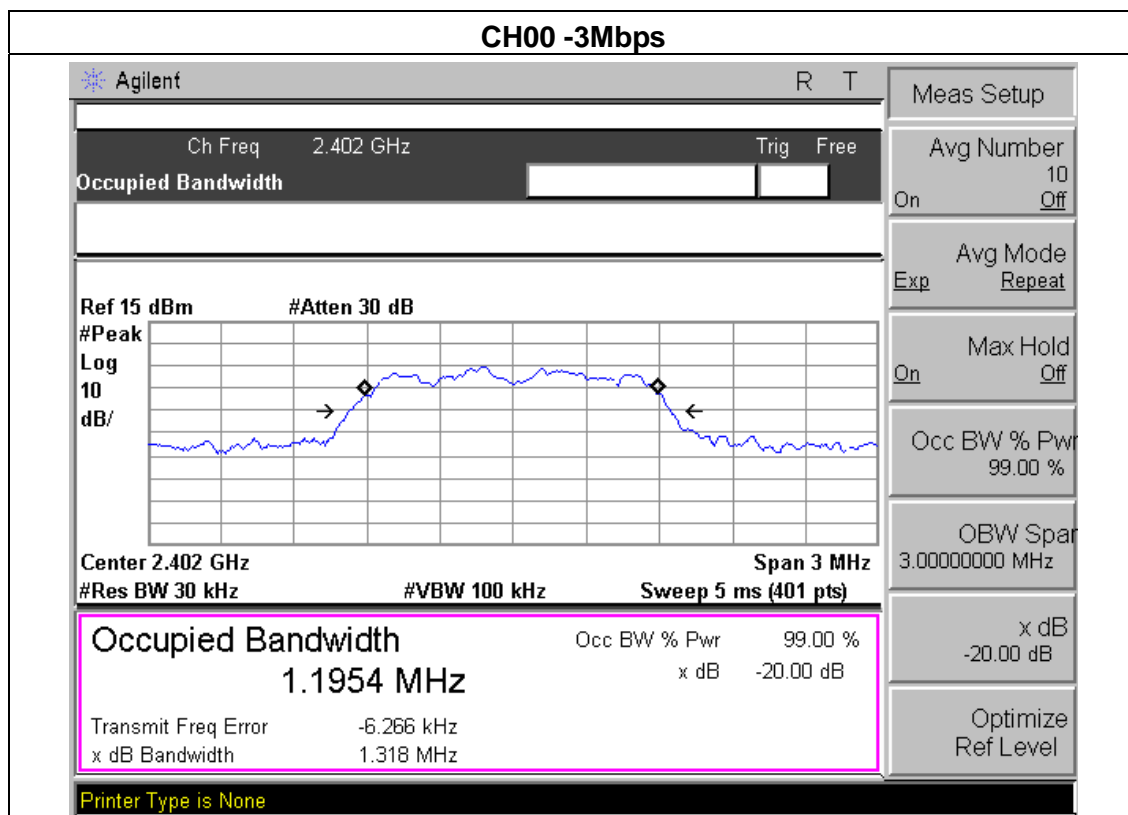 CH00 -3Mbps
Agilent R T
Ch Freq 2.402 GHz Trig Free
Occupied Bandwidth
Ref 15 dBm #Atten 30 dB
#Peak
Log
10
dB/
Center 2.402 GHz Span 3 MHz
#Res BW 30 kHz #VBW 100 kHz Sweep 5 ms (401 pts)
Occupied Bandwidth
1.1954 MHz
Occ BW % Pwr 99.00 %
x dB -20.00 dB
Transmit Freq Error -6.266 kHz
x dB Bandwidth 1.318 MHz
Printer Type is None
Meas Setup
Avg Number
10
On Off
Avg Mode
Exp Repeat
Max Hold
On Off
Occ BW % Pwr
99.00 %
OBW Span
3.00000000 MHz
x dB
-20.00 dB
Optimize
Ref Level